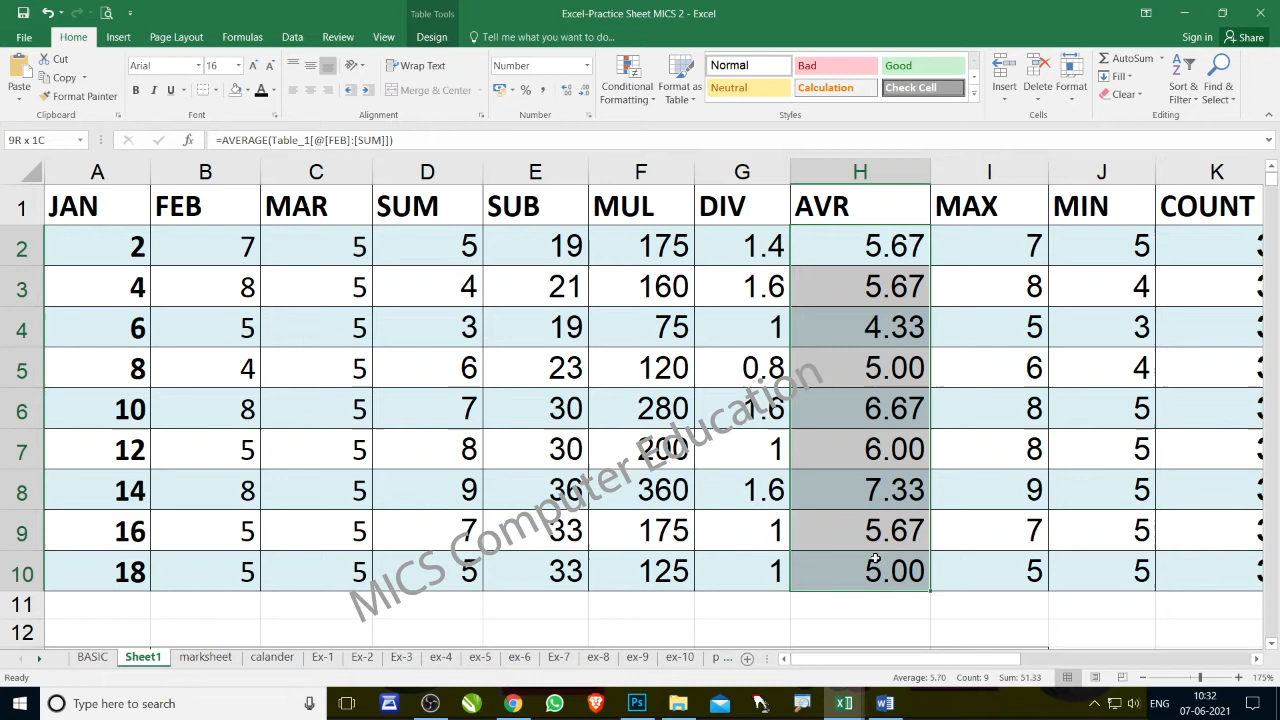 Table Tools
Excel-Practice Sheet MICS 2 - Excel
File Home Insert Page Layout Formulas Data Review View Design Tell me what you want to do... Sign in Share
Paste
Cut
Copy
Format Painter
Clipboard
Arial 16 A A
B I U A
Font
Wrap Text
Merge & Center
Alignment
Number
% ,
Number
Conditional Formatting
Format as Table
Normal Bad Good
Neutral Calculation Check Cell
Styles
Insert Delete Format
Cells
AutoSum
Fill
Clear
Sort & Filter
Find & Select
Editing
9R x 1C fx =AVERAGE(Table_1[@[FEB]:[SUM]])
A B C D E F G H I J K
1 JAN FEB MAR SUM SUB MUL DIV AVR MAX MIN COUNT
2 2 7 5 5 19 175 1.4 5.67 7 5
3 4 8 5 4 21 160 1.6 5.67 8 4
4 6 5 5 3 19 75 1 4.33 5 3
5 8 4 5 6 23 120 0.8 5.00 6 4
6 10 8 5 7 30 280 1.6 6.67 8 5
7 12 5 5 8 30 200 1 6.00 8 5
8 14 8 5 9 36 360 1.6 7.33 9 5
9 16 5 5 7 33 175 1 5.67 7 5
10 18 5 5 5 33 125 1 5.00 5 5
11
12
MICS Computer Education
BASIC Sheet1 marksheet calander Ex-1 Ex-2 Ex-3 ex-4 ex-5 ex-6 Ex-7 ex-8 ex-9 ex-10 p ...
Ready Average: 5.70 Count: 9 Sum: 51.33 175%
Type here to search
ENG
10:32
07-06-2021